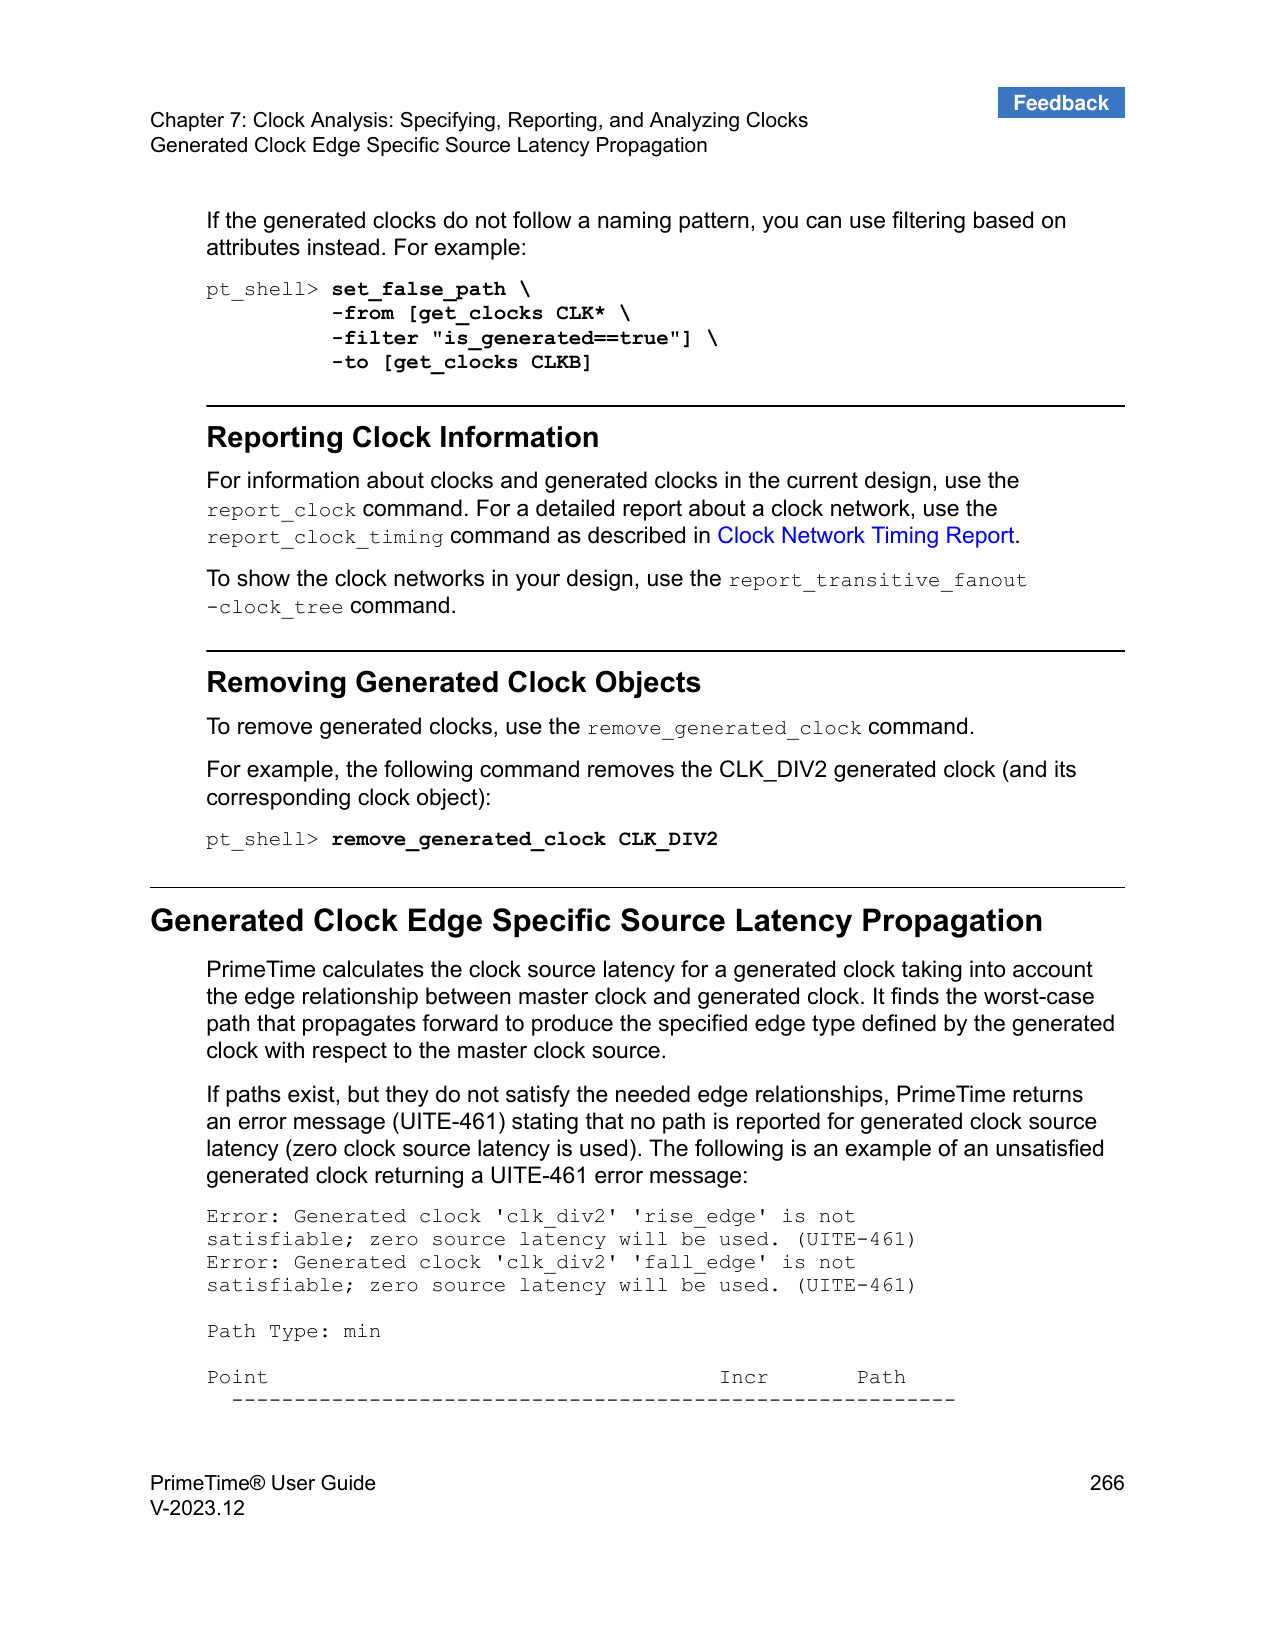 Feedback
Chapter 7: Clock Analysis: Specifying, Reporting, and Analyzing Clocks
Generated Clock Edge Specific Source Latency Propagation
If the generated clocks do not follow a naming pattern, you can use filtering based on
attributes instead. For example:
pt_shell> set_false_path \
-from [get_clocks CLK* \
-filter "is_generated==true"] \
-to [get_clocks CLKB]
Reporting Clock Information
For information about clocks and generated clocks in the current design, use the
report_clock command. For a detailed report about a clock network, use the
report_clock_timing command as described in Clock Network Timing Report.
To show the clock networks in your design, use the report_transitive_fanout
-clock_tree command.
Removing Generated Clock Objects
To remove generated clocks, use the remove_generated_clock command.
For example, the following command removes the CLK_DIV2 generated clock (and its
corresponding clock object):
pt_shell> remove_generated_clock CLK_DIV2
Generated Clock Edge Specific Source Latency Propagation
PrimeTime calculates the clock source latency for a generated clock taking into account
the edge relationship between master clock and generated clock. It finds the worst-case
path that propagates forward to produce the specified edge type defined by the generated
clock with respect to the master clock source.
If paths exist, but they do not satisfy the needed edge relationships, PrimeTime returns
an error message (UITE-461) stating that no path is reported for generated clock source
latency (zero clock source latency is used). The following is an example of an unsatisfied
generated clock returning a UITE-461 error message:
Error: Generated clock 'clk_div2' 'rise_edge' is not
satisfiable; zero source latency will be used. (UITE-461)
Error: Generated clock 'clk_div2' 'fall_edge' is not
satisfiable; zero source latency will be used. (UITE-461)
Path Type: min
Point Incr Path
----------------------------------------------------------
PrimeTime® User Guide 266
V-2023.12